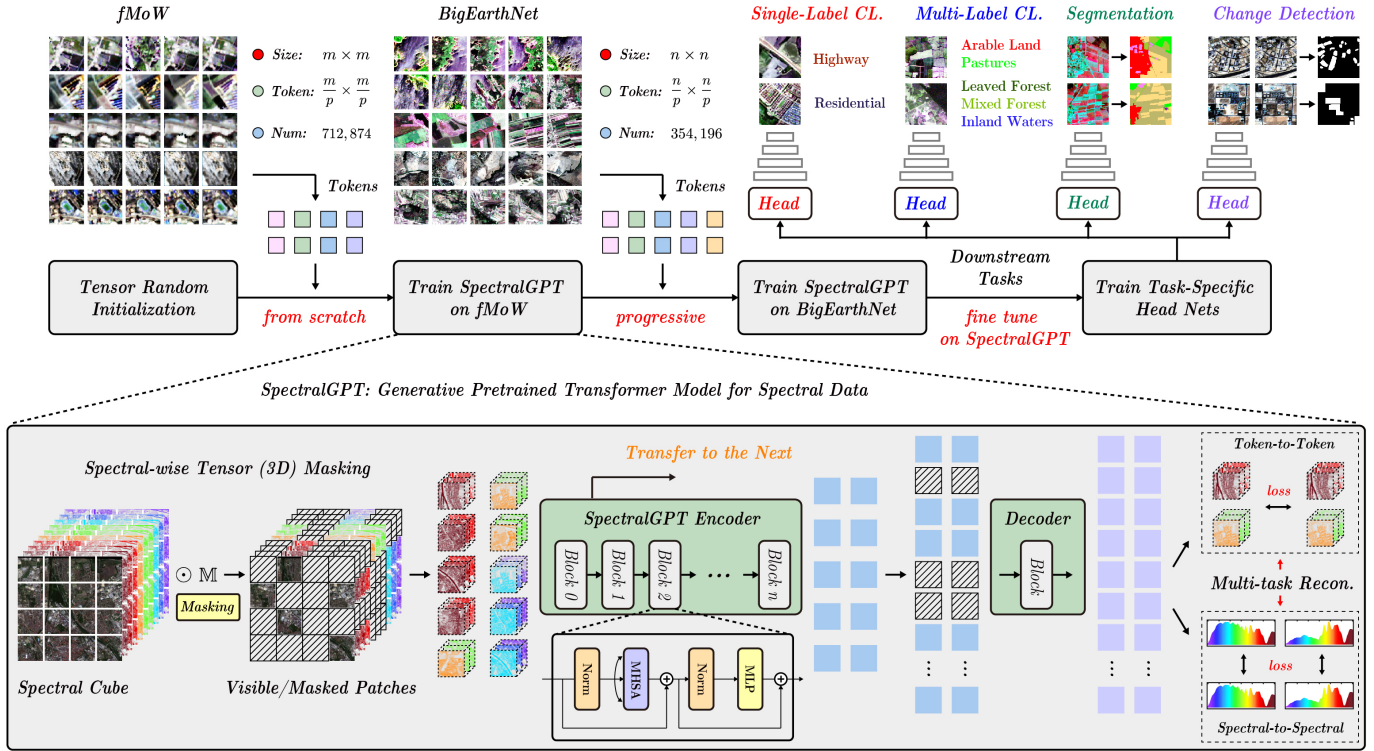 fMoW
BigEarthNet
Single-Label CL.
Multi-Label CL.
Segmentation
Change Detection
Size: m × m
Token: m/p × m/p
Num: 712,874
Size: n × n
Token: n/p × n/p
Num: 354,196
Highway
Residential
Arable Land
Pastures
Leaved Forest
Mixed Forest
Inland Waters
Tokens
Tokens
Head
Head
Head
Head
Tensor Random
Initialization
from scratch
Train SpectralGPT
on fMoW
progressive
Train SpectralGPT
on BigEarthNet
Downstream
Tasks
fine tune
on SpectralGPT
Train Task-Specific
Head Nets
SpectralGPT: Generative Pretrained Transformer Model for Spectral Data
Spectral-wise Tensor (3D) Masking
Transfer to the Next
Token-to-Token
loss
SpectralGPT Encoder
Block 0
Block 1
Block 2
...
Block n
Decoder
Block
⊙ 𝕄
Masking
Multi-task Recon.
Norm
MHSA
Norm
MLP
loss
Spectral Cube
Visible/Masked Patches
Spectral-to-Spectral